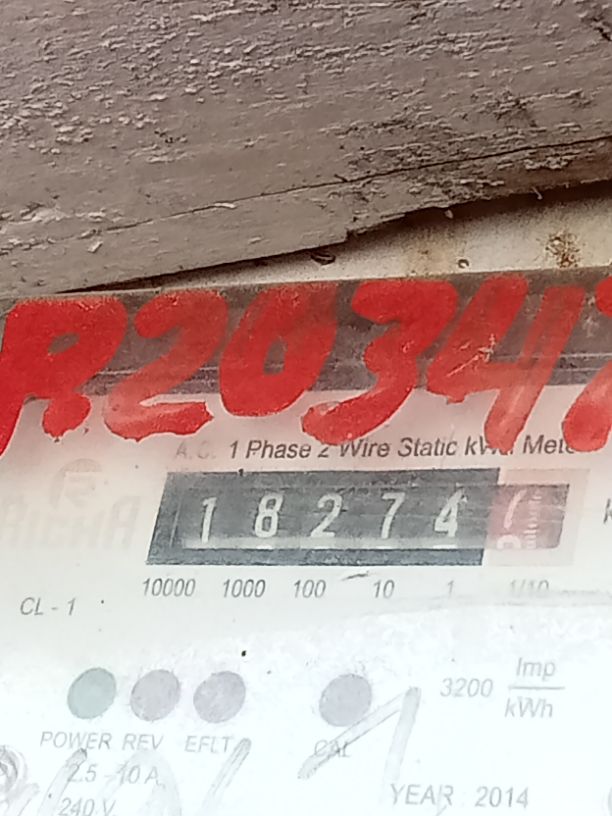 R20341
A.C. 1 Phase 2 Wire Static kWh Mete
18274
10000 1000 100 10 1 1/10
CL - 1
3200 Imp
kWh
POWER REV EFLT CAL
2.5 - 10 A
240 V.
YEAR : 2014